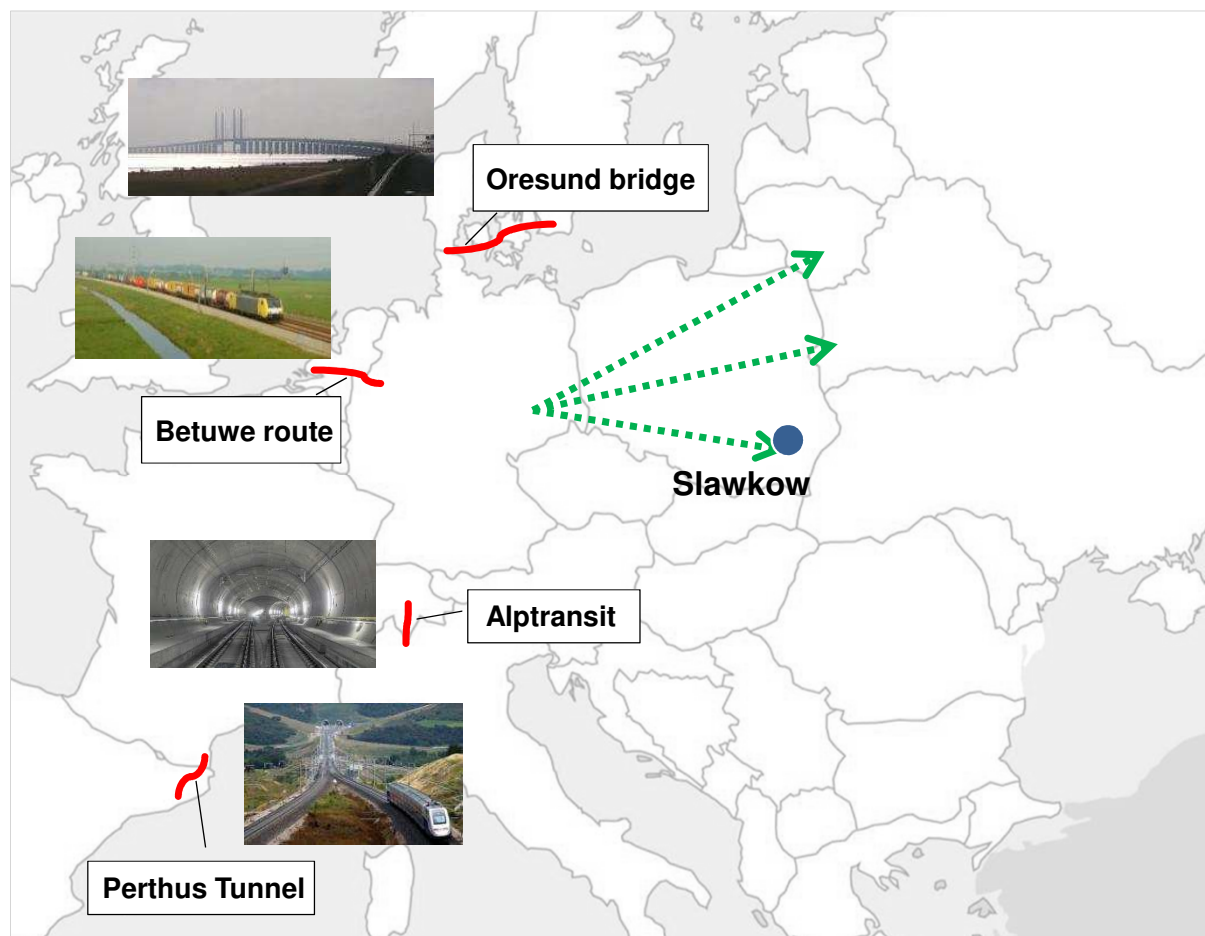 Oresund bridge
Betuwe route
Slawkow
Alptransit
Perthus Tunnel